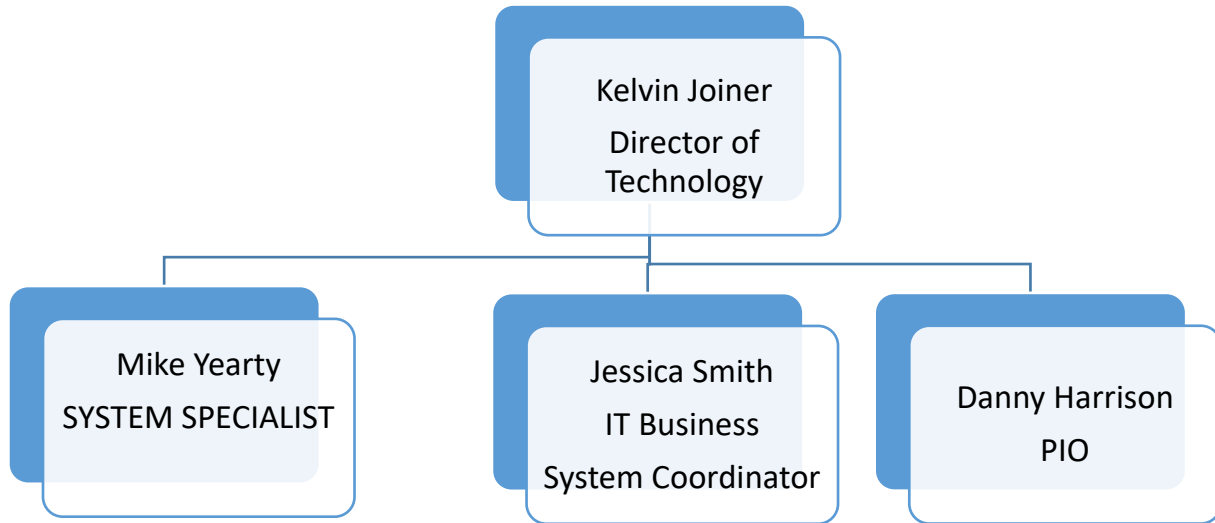 Kelvin Joiner
Director of
Technology
Mike Yearty
SYSTEM SPECIALIST
Jessica Smith
IT Business
System Coordinator
Danny Harrison
PIO